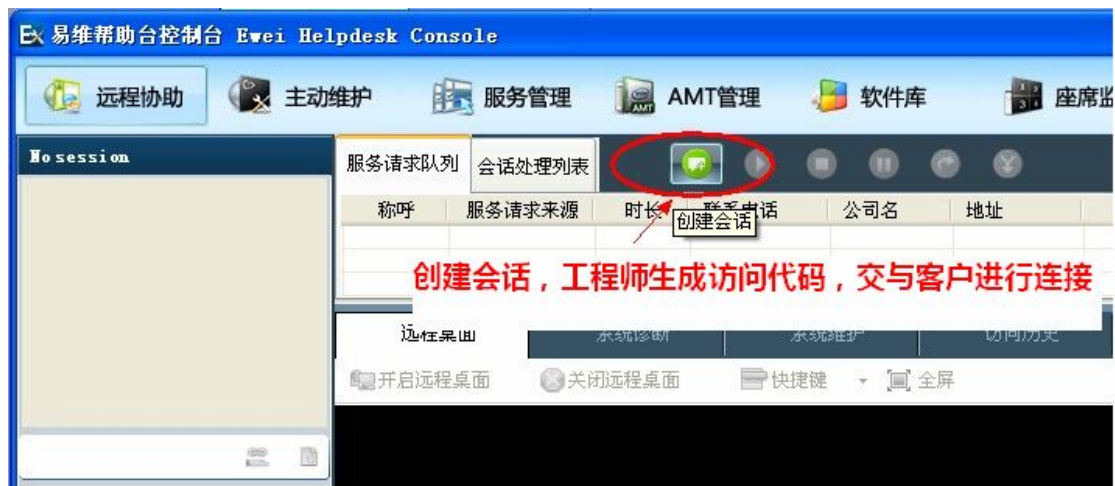 易维帮助台控制台 Ewei Helpdesk Console
远程协助 主动维护 服务管理 AMT管理 软件库 座席监
No session
服务请求队列 会话处理列表
称呼 服务请求来源 时长 联系电话 公司名 地址
创建会话
创建会话，工程师生成访问代码，交与客户进行连接
远程桌面 系统诊断 系统维护 访问历史
开启远程桌面 关闭远程桌面 快捷键 全屏